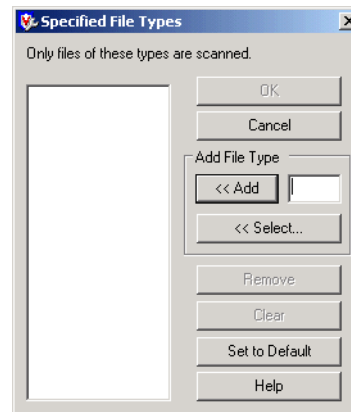 Specified File Types
Only files of these types are scanned.
OK
Cancel
Add File Type
<< Add
<< Select...
Remove
Clear
Set to Default
Help